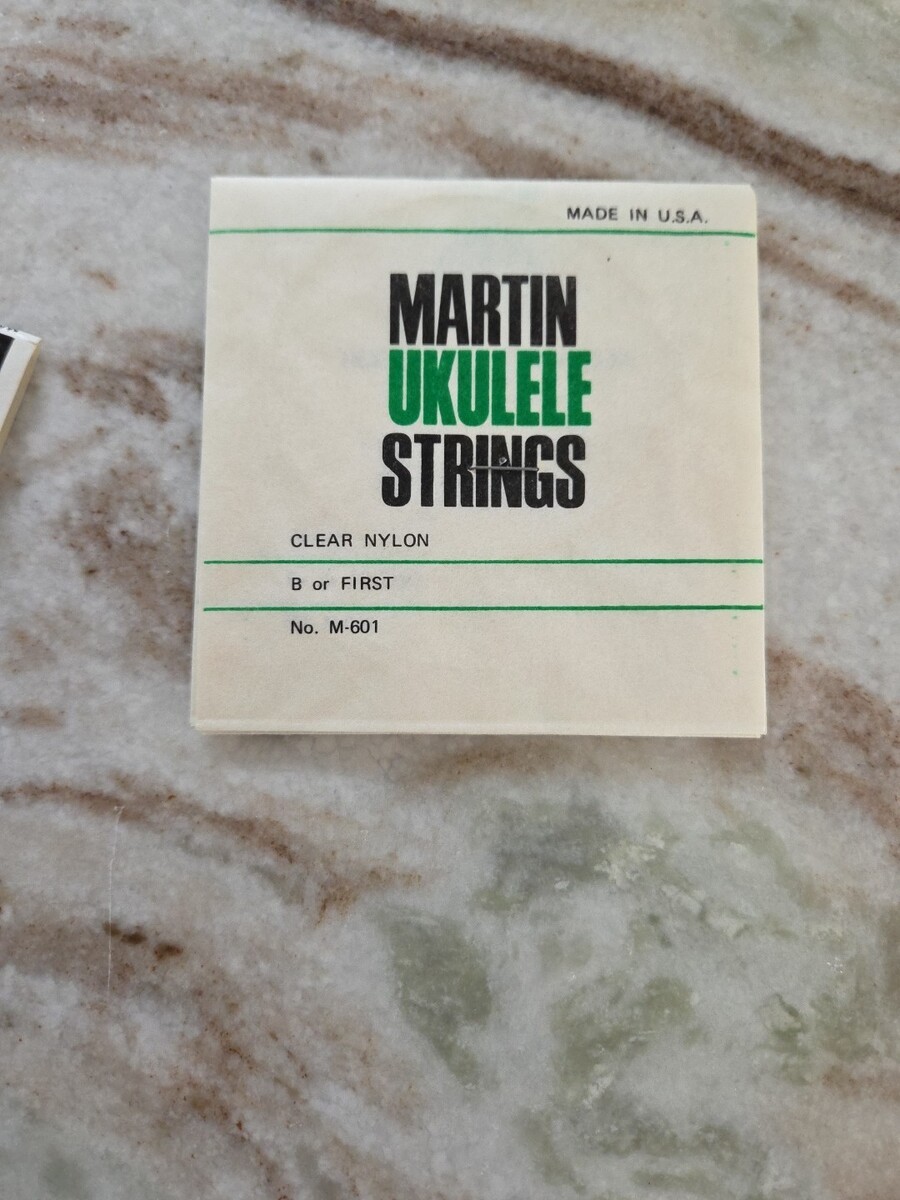 MADE IN U.S.A.
MARTIN
UKULELE
STRINGS
CLEAR NYLON
B or FIRST
No. M-601